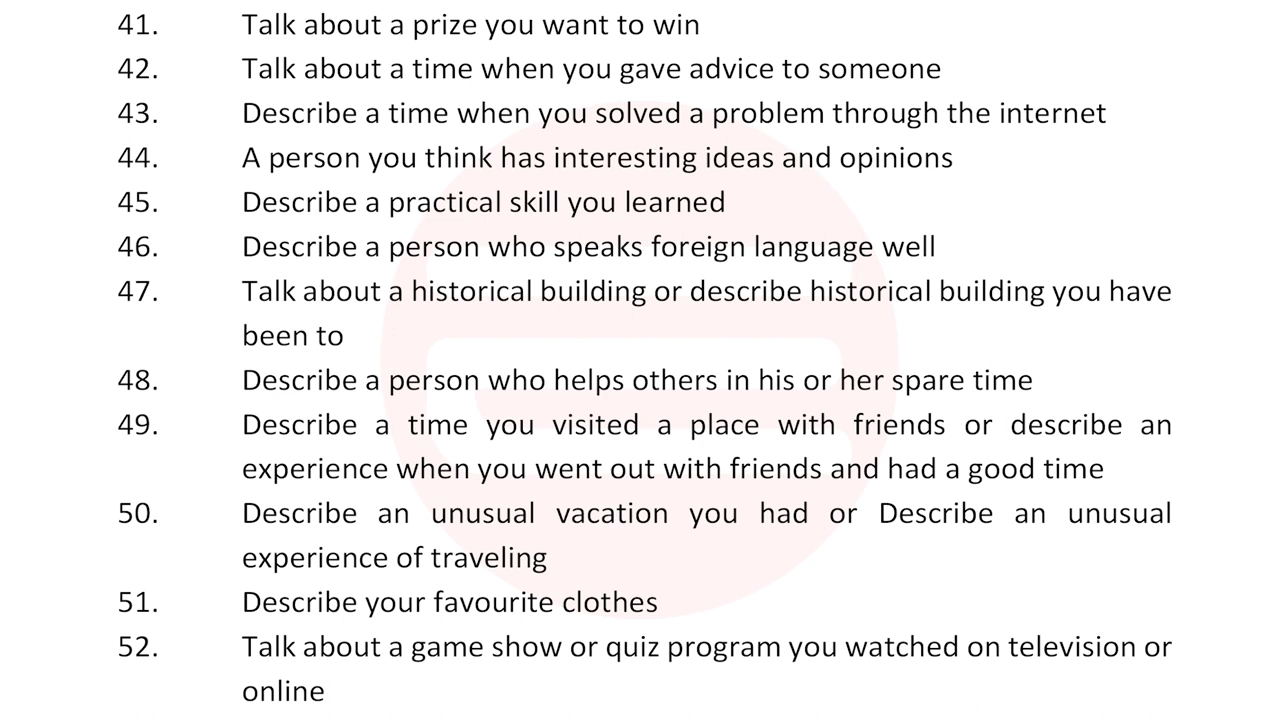 41. Talk about a prize you want to win
42. Talk about a time when you gave advice to someone
43. Describe a time when you solved a problem through the internet
44. A person you think has interesting ideas and opinions
45. Describe a practical skill you learned
46. Describe a person who speaks foreign language well
47. Talk about a historical building or describe historical building you have
been to
48. Describe a person who helps others in his or her spare time
49. Describe a time you visited a place with friends or describe an
experience when you went out with friends and had a good time
50. Describe an unusual vacation you had or Describe an unusual
experience of traveling
51. Describe your favourite clothes
52. Talk about a game show or quiz program you watched on television or
online